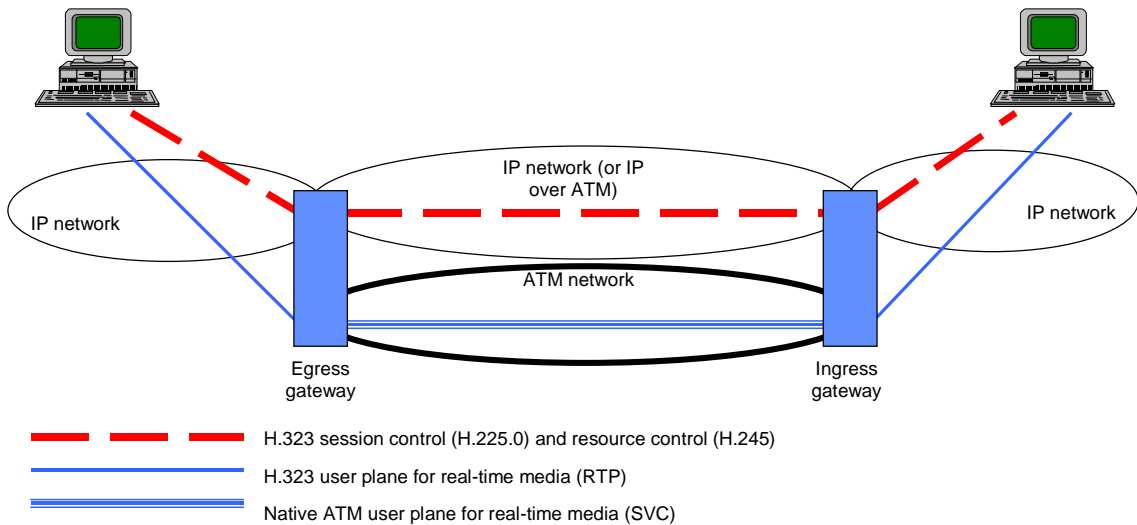 IP network (or IP
over ATM)
IP network
IP network
ATM network
Egress
gateway
Ingress
gateway
H.323 session control (H.225.0) and resource control (H.245)
H.323 user plane for real-time media (RTP)
Native ATM user plane for real-time media (SVC)